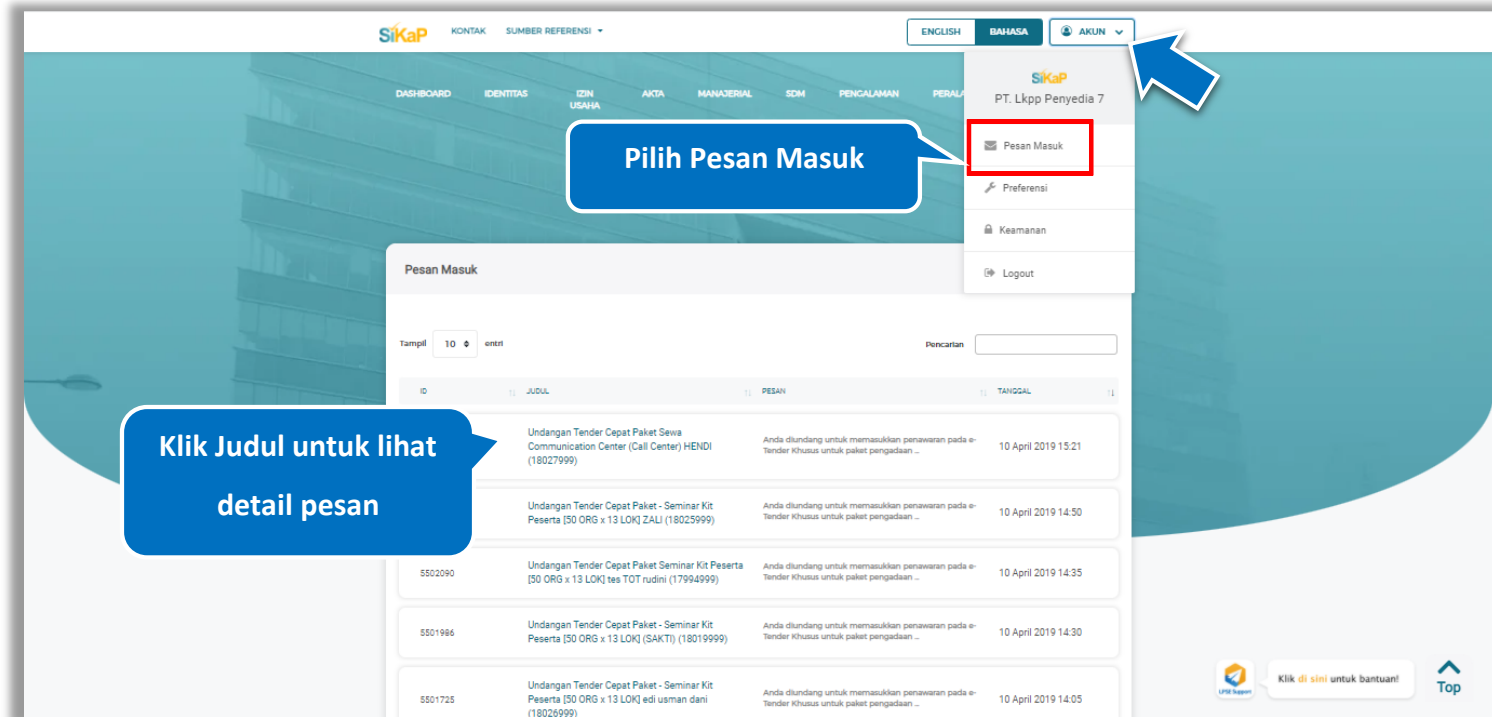 SiKaP KONTAK SUMBER REFERENSI ENGLISH BAHASA AKUN
SiKaP
PT. Lkpp Penyedia 7
DASHBOARD IDENTITAS IZIN USAHA AKTA MANAJERIAL SDM PENGALAMAN
Pilih Pesan Masuk
Pesan Masuk
Preferensi
Keamanan
Logout
Pesan Masuk
Tampil 10 entri Pencarian
ID JUDUL PESAN TANGGAL
Klik Judul untuk lihat
detail pesan
Undangan Tender Cepat Paket Sewa
Communication Center (Call Center) HENDI
(18027999)
Anda diundang untuk memasukkan penawaran pada e-
Tender Khusus untuk paket pengadaan ...
10 April 2019 15:21
Undangan Tender Cepat Paket - Seminar Kit
Peserta [50 ORG x 13 LOK] ZALI (18025999)
Anda diundang untuk memasukkan penawaran pada e-
Tender Khusus untuk paket pengadaan ...
10 April 2019 14:50
5502090
Undangan Tender Cepat Paket Seminar Kit Peserta
[50 ORG x 13 LOK] tes TOT rudini (17994999)
Anda diundang untuk memasukkan penawaran pada e-
Tender Khusus untuk paket pengadaan ...
10 April 2019 14:35
5501986
Undangan Tender Cepat Paket - Seminar Kit
Peserta [50 ORG x 13 LOK] (SAKTI) (18019999)
Anda diundang untuk memasukkan penawaran pada e-
Tender Khusus untuk paket pengadaan ...
10 April 2019 14:30
5501725
Undangan Tender Cepat Paket - Seminar Kit
Peserta [50 ORG x 13 LOK] edi usman dani
(18026999)
Anda diundang untuk memasukkan penawaran pada e-
Tender Khusus untuk paket pengadaan ...
10 April 2019 14:05
LPSE Support
Klik di sini untuk bantuan!
Top